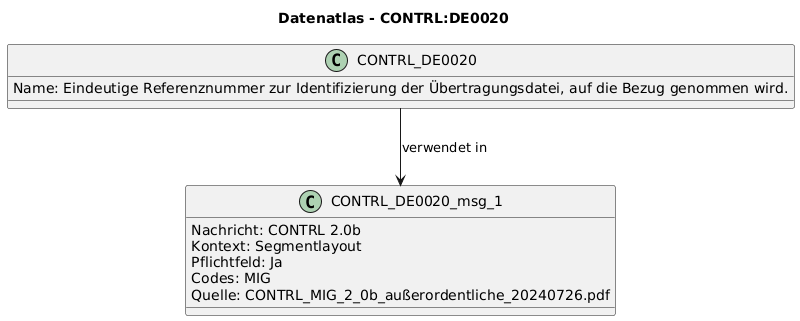 Datenatlas - CONTRL:DE0020
C CONTRL_DE0020
Name: Eindeutige Referenznummer zur Identifizierung der Übertragungsdatei, auf die Bezug genommen wird.
verwendet in
C CONTRL_DE0020_msg_1
Nachricht: CONTRL 2.0b
Kontext: Segmentlayout
Pflichtfeld: Ja
Codes: MIG
Quelle: CONTRL_MIG_2_0b_außerordentliche_20240726.pdf